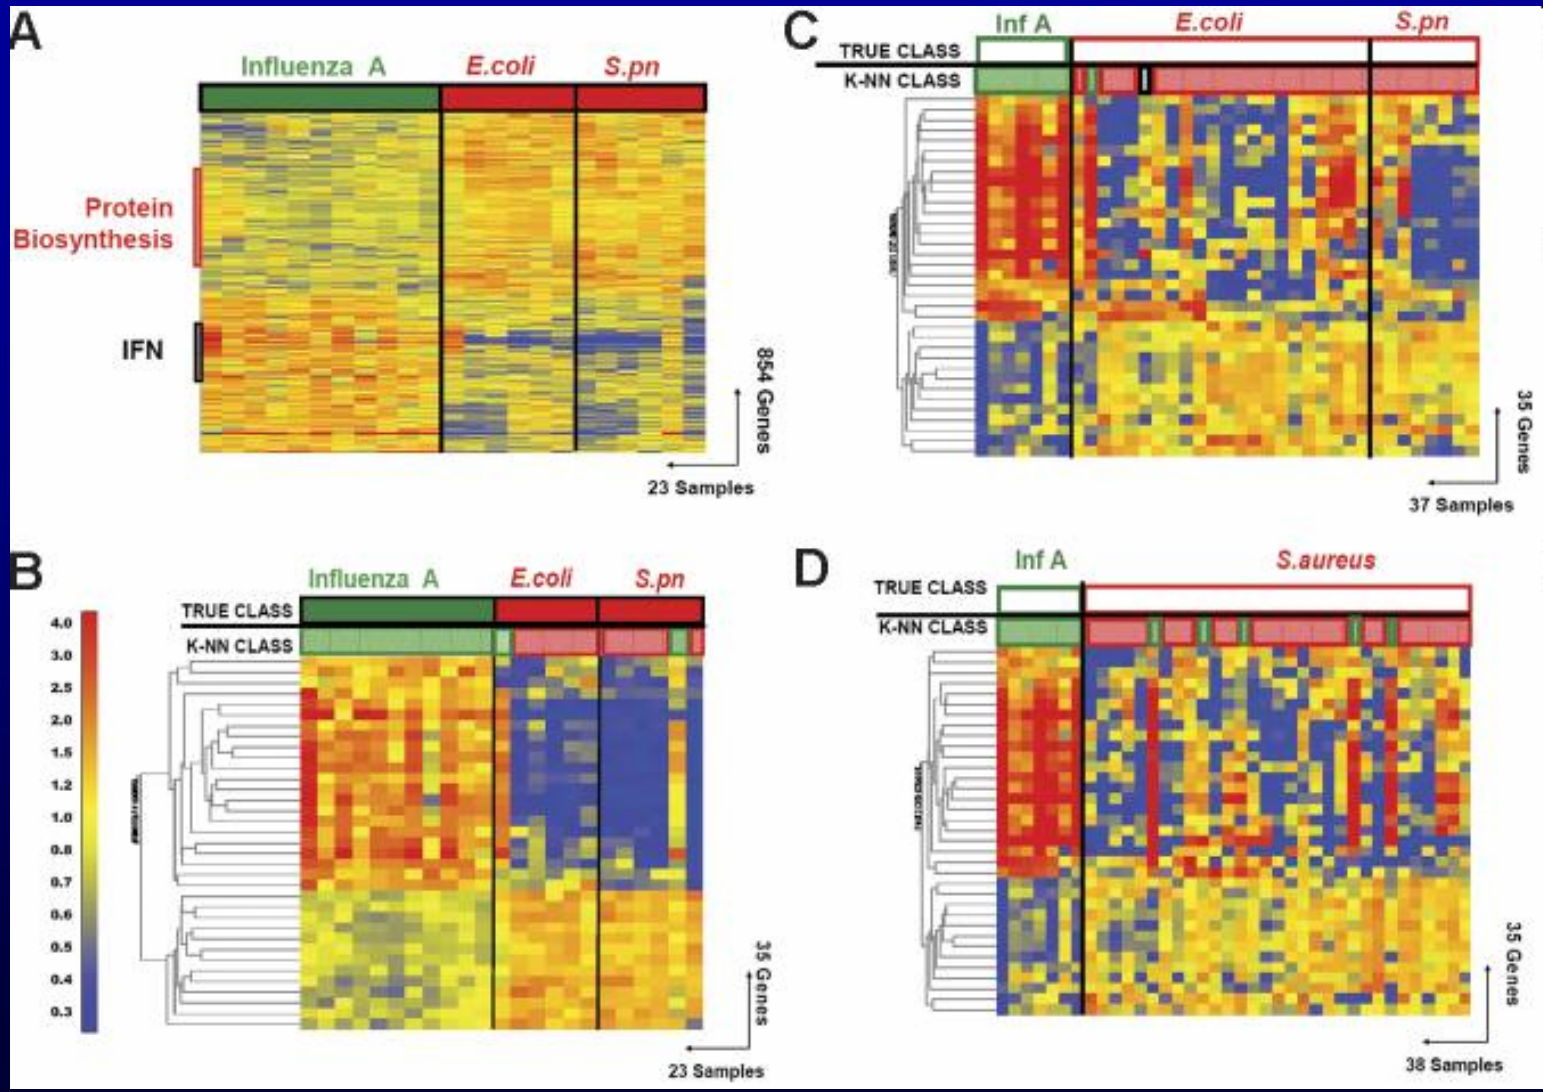 A
Influenza A
E.coli
S.pn
Protein
Biosynthesis
IFN
854 Genes
23 Samples
B
Influenza A
E.coli
S.pn
TRUE CLASS
K-NN CLASS
4.0
3.0
2.5
2.0
1.5
1.2
1.0
0.8
0.7
0.6
0.5
0.4
0.3
35 Genes
23 Samples
C
Inf A
E.coli
S.pn
TRUE CLASS
K-NN CLASS
35 Genes
37 Samples
D
Inf A
S.aureus
TRUE CLASS
K-NN CLASS
35 Genes
38 Samples